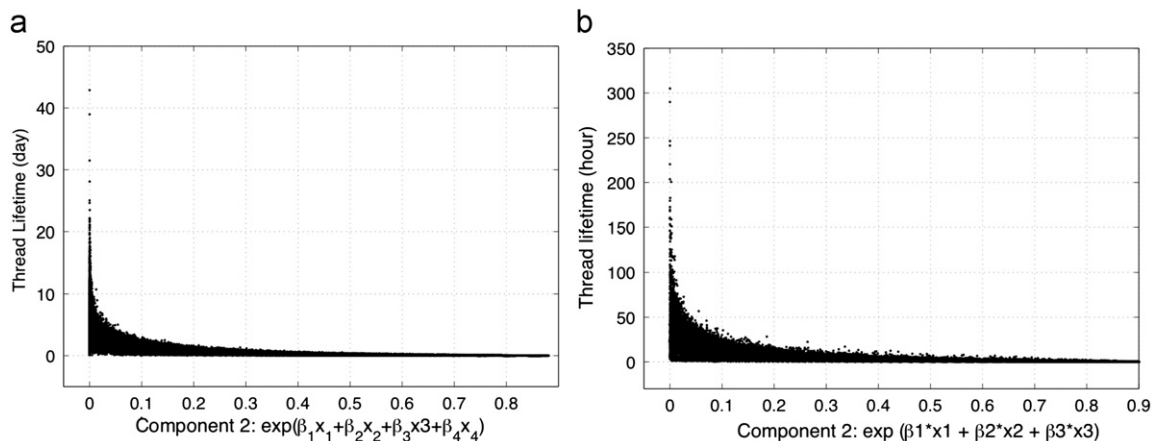 a
Thread Lifetime (day)
50
40
30
20
10
0
0 0.1 0.2 0.3 0.4 0.5 0.6 0.7 0.8
Component 2: exp(β₁x₁+β₂x₂+β₃x3+β₄x₄)
b
Thread lifetime (hour)
350
300
250
200
150
100
50
0
0 0.1 0.2 0.3 0.4 0.5 0.6 0.7 0.8 0.9
Component 2: exp (β1*x1 + β2*x2 + β3*x3)